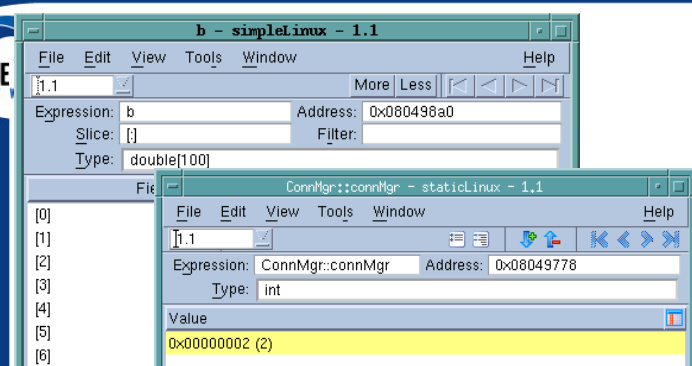 b - simpleLinux - 1.1
File Edit View Tools Window Help
1.1 More Less
Expression: b Address: 0x080498a0
Slice: [:] Filter:
Type: double[100]
[0]
[1]
[2]
[3]
[4]
[5]
[6]
ConnMgr::connMgr - staticLinux - 1.1
File Edit View Tools Window Help
1.1
Expression: ConnMgr::connMgr Address: 0x08049778
Type: int
Value
0x00000002 (2)